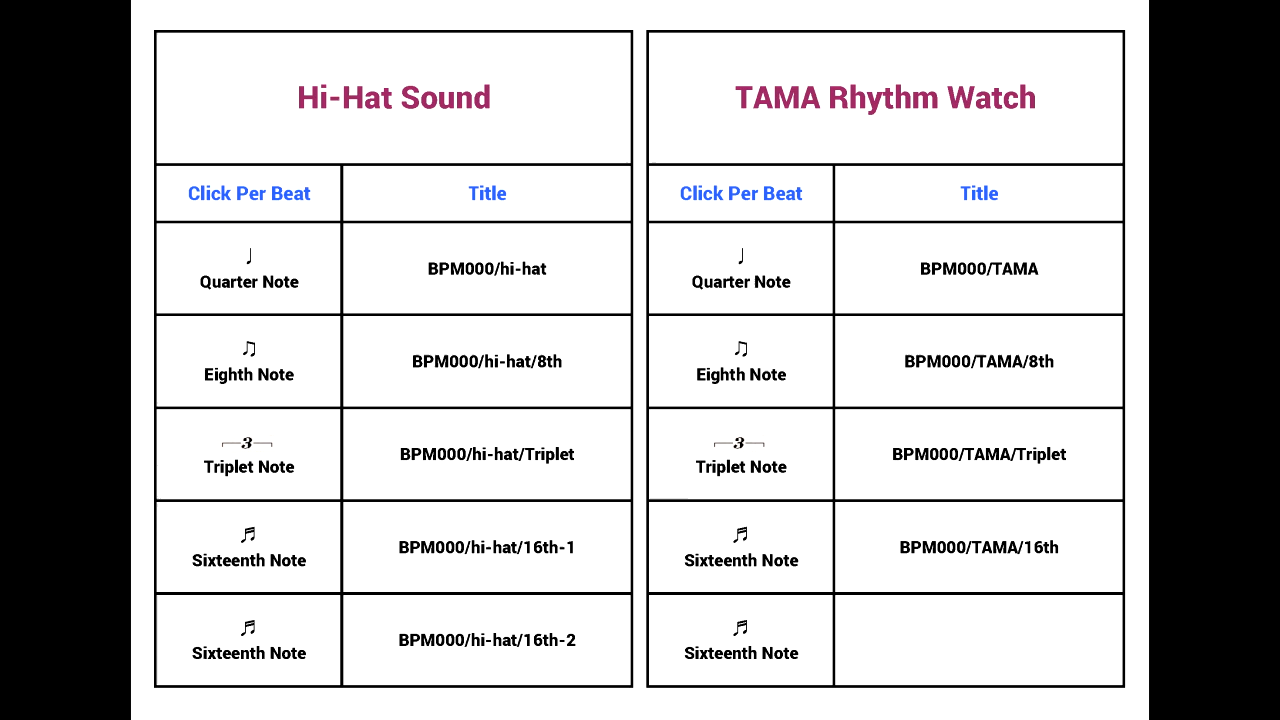 Hi-Hat Sound
Click Per Beat Title
♩
Quarter Note
BPM000/hi-hat
♫
Eighth Note
BPM000/hi-hat/8th
3
Triplet Note
BPM000/hi-hat/Triplet
♬
Sixteenth Note
BPM000/hi-hat/16th-1
♬
Sixteenth Note
BPM000/hi-hat/16th-2
TAMA Rhythm Watch
Click Per Beat Title
♩
Quarter Note
BPM000/TAMA
♫
Eighth Note
BPM000/TAMA/8th
3
Triplet Note
BPM000/TAMA/Triplet
♬
Sixteenth Note
BPM000/TAMA/16th
♬
Sixteenth Note